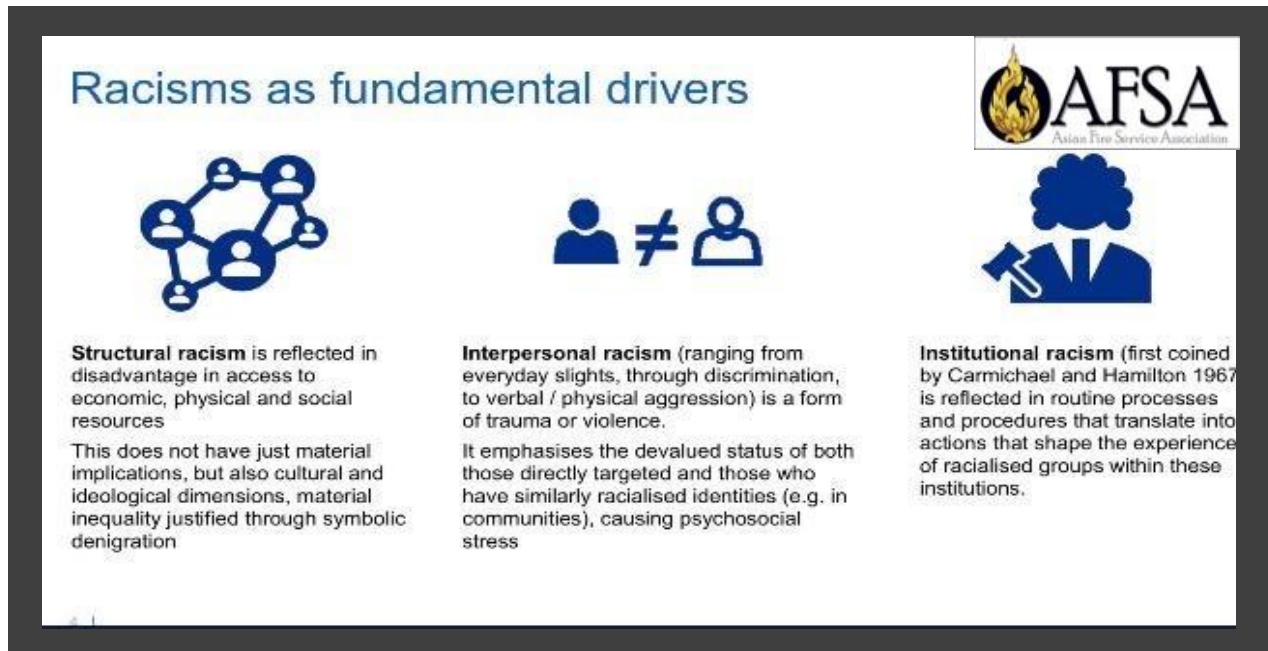 Racisms as fundamental drivers
AFSA
Asian Fire Service Association
Structural racism is reflected in
disadvantage in access to
economic, physical and social
resources
This does not have just material
implications, but also cultural and
ideological dimensions, material
inequality justified through symbolic
denigration
Interpersonal racism (ranging from
everyday slights, through discrimination,
to verbal / physical aggression) is a form
of trauma or violence.
It emphasises the devalued status of both
those directly targeted and those who
have similarly racialised identities (e.g. in
communities), causing psychosocial
stress
Institutional racism (first coined
by Carmichael and Hamilton 1967
is reflected in routine processes
and procedures that translate into
actions that shape the experience
of racialised groups within these
institutions.